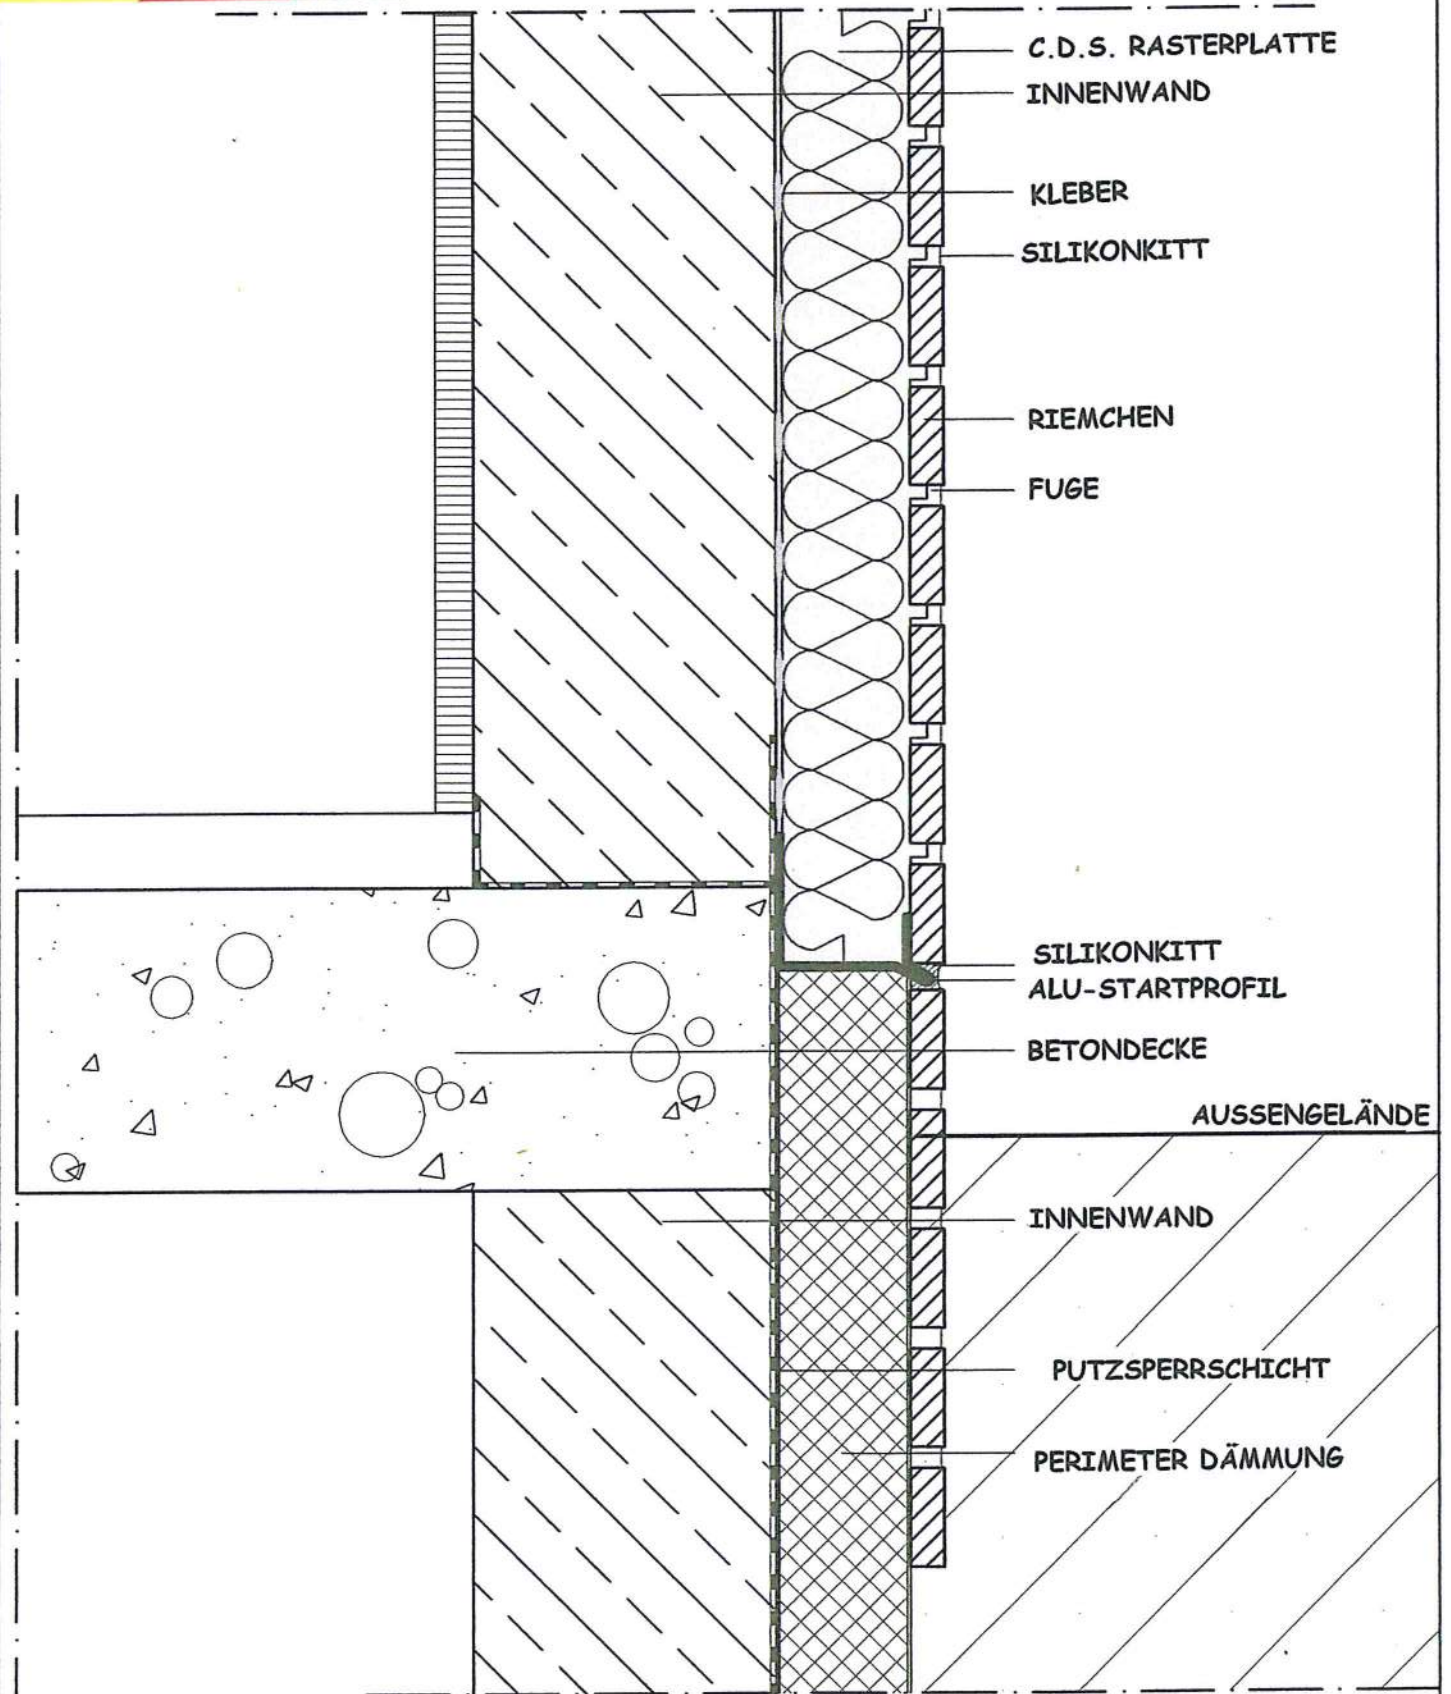 C.D.S. RASTERPLATTE
INNENWAND
KLEBER
SILIKONKITT
RIEMCHEN
FUGE
SILIKONKITT
ALU-STARTPROFIL
BETONDECKE
AUSSENGELÄNDE
INNENWAND
PUTZSPERRSCHICHT
PERIMETER DÄMMUNG